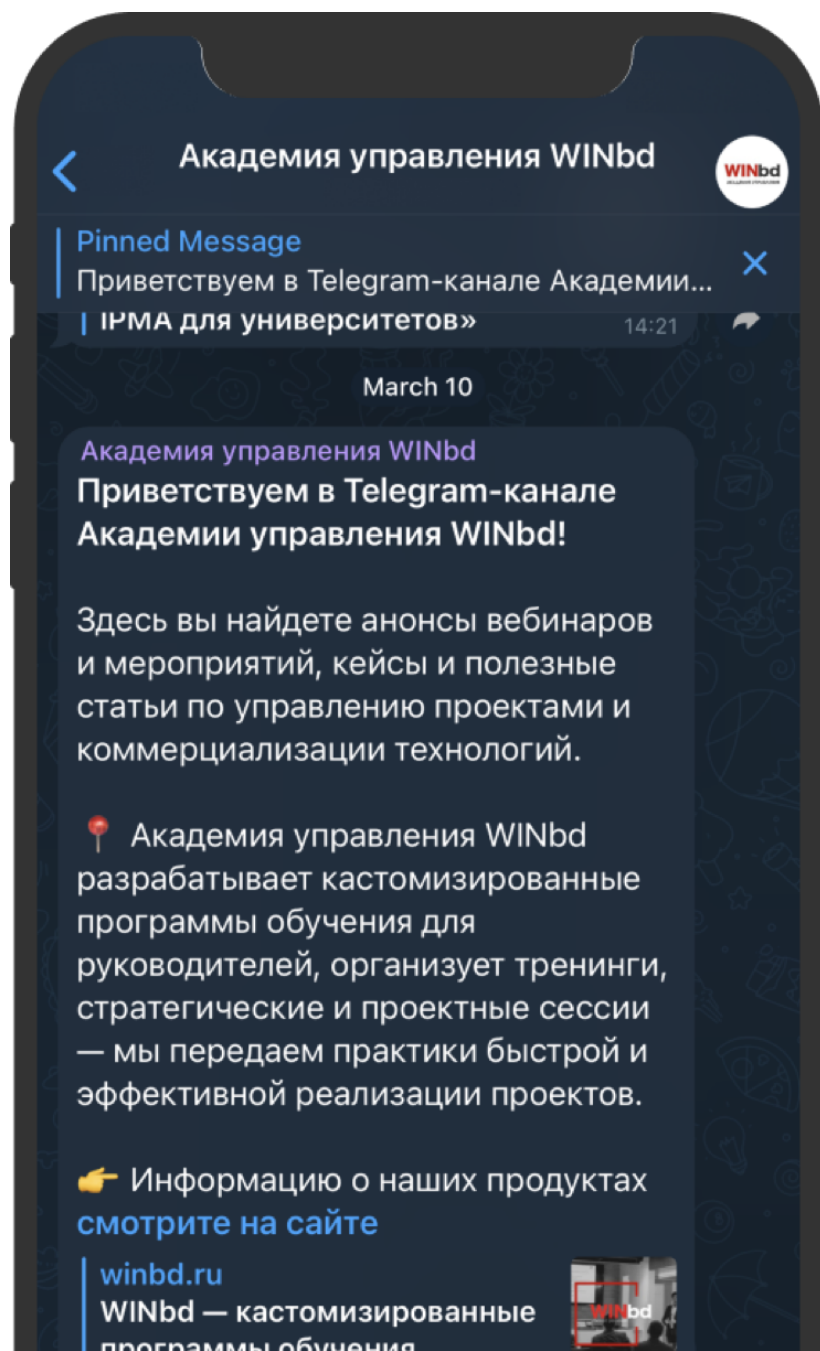 Академия управления WINbd
WINbd
Pinned Message
Приветствуем в Telegram-канале Академии...
IPMA для университетов»
14:21
March 10
Академия управления WINbd
Приветствуем в Telegram-канале
Академии управления WINbd!
Здесь вы найдете анонсы вебинаров
и мероприятий, кейсы и полезные
статьи по управлению проектами и
коммерциализации технологий.
📍 Академия управления WINbd
разрабатывает кастомизированные
программы обучения для
руководителей, организует тренинги,
стратегические и проектные сессии
— мы передаем практики быстрой и
эффективной реализации проектов.
👉 Информацию о наших продуктах
смотрите на сайте
winbd.ru
WINbd — кастомизированные
WINbd
программы обучения